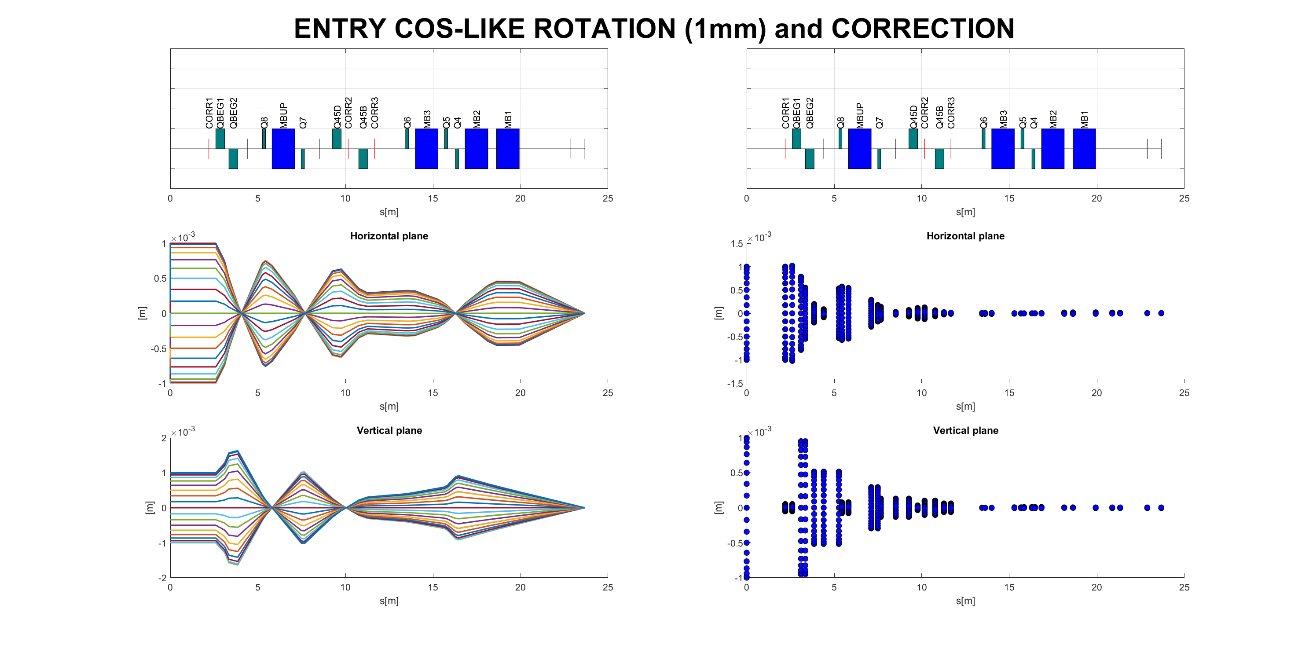 ENTRY COS-LIKE ROTATION (1mm) and CORRECTION
CORR1 QBEG1 QBEG2 Q8 MBUP Q7 Q45D CORR2 Q45B CORR3 Q6 MB3 Q5 Q4 MB2 MB1
0 5 10 15 20 25
s[m]
CORR1 QBEG1 QBEG2 Q8 MBUP Q7 Q45D CORR2 Q45B CORR3 Q6 MB3 Q5 Q4 MB2 MB1
0 5 10 15 20 25
s[m]
×10-3
Horizontal plane
1
0.5
0
-0.5
-1
[m]
0 5 10 15 20 25
s[m]
×10-3
Horizontal plane
1.5
1
0.5
0
-0.5
-1
-1.5
[m]
0 5 10 15 20 25
s[m]
×10-3
Vertical plane
2
1
0
-1
-2
[m]
0 5 10 15 20 25
s[m]
×10-3
Vertical plane
1
0.5
0
-0.5
-1
[m]
0 5 10 15 20 25
s[m]